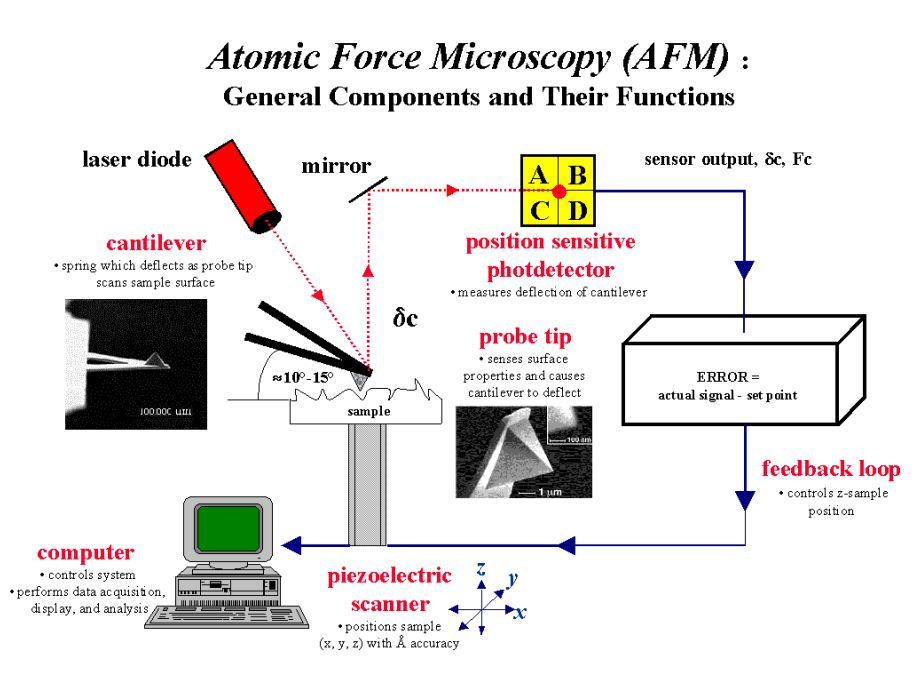 Atomic Force Microscopy (AFM) :
General Components and Their Functions
laser diode
mirror
A B
C D
sensor output, δc, Fc
cantilever
• spring which deflects as probe tip
scans sample surface
100.000 um
position sensitive
photdetector
• measures deflection of cantilever
δc
≈10°-15°
sample
probe tip
• senses surface
properties and causes
cantilever to deflect
100 nm
1 μm
ERROR =
actual signal - set point
feedback loop
• controls z-sample
position
computer
• controls system
• performs data acquisition,
display, and analysis
piezoelectric
scanner
• positions sample
(x, y, z) with Å accuracy
z
y
x